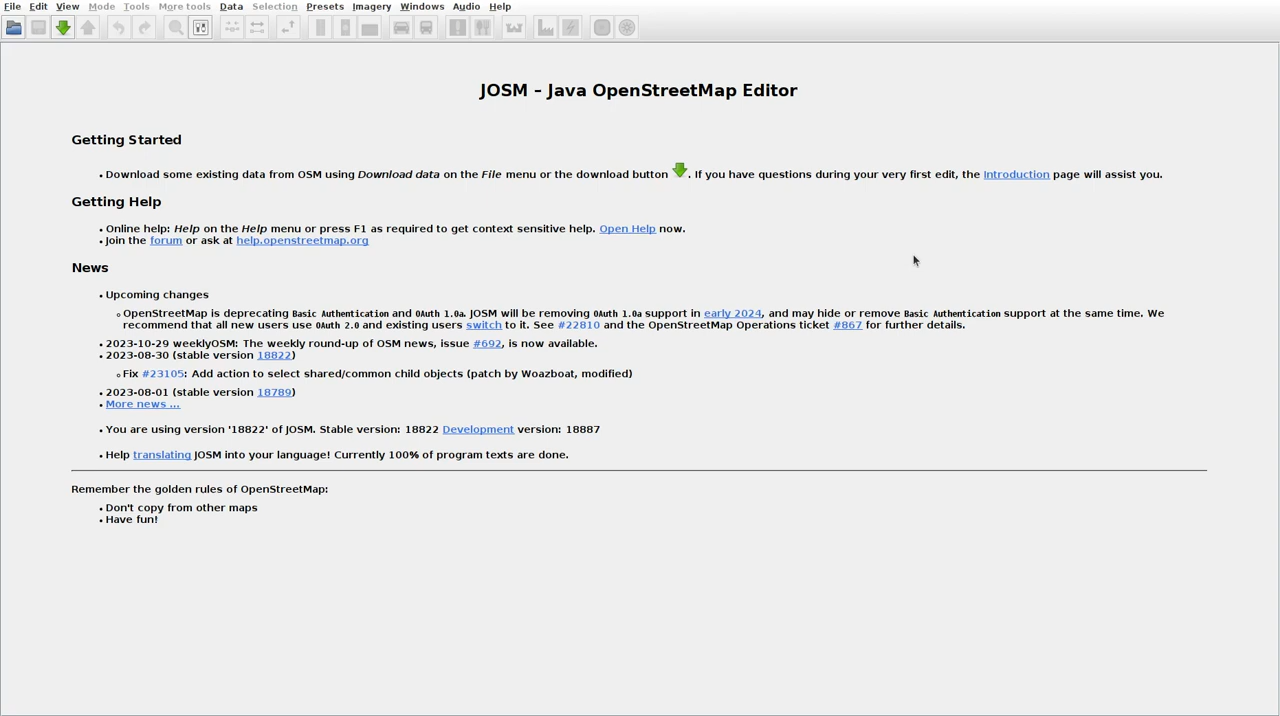 File Edit View Mode Tools More tools Data Selection Presets Imagery Windows Audio Help
JOSM – Java OpenStreetMap Editor
Getting Started
• Download some existing data from OSM using Download data on the File menu or the download button . If you have questions during your very first edit, the Introduction page will assist you.
Getting Help
• Online help: Help on the Help menu or press F1 as required to get context sensitive help. Open Help now.
• Join the forum or ask at help.openstreetmap.org
News
• Upcoming changes
◦ OpenStreetMap is deprecating Basic Authentication and OAuth 1.0a. JOSM will be removing OAuth 1.0a support in early 2024, and may hide or remove Basic Authentication support at the same time. We
recommend that all new users use OAuth 2.0 and existing users switch to it. See #22810 and the OpenStreetMap Operations ticket #867 for further details.
• 2023-10-29 weeklyOSM: The weekly round-up of OSM news, issue #692, is now available.
• 2023-08-30 (stable version 18822)
◦ Fix #23105: Add action to select shared/common child objects (patch by Woazboat, modified)
• 2023-08-01 (stable version 18789)
• More news ...
• You are using version '18822' of JOSM. Stable version: 18822 Development version: 18887
• Help translating JOSM into your language! Currently 100% of program texts are done.
Remember the golden rules of OpenStreetMap:
• Don't copy from other maps
• Have fun!